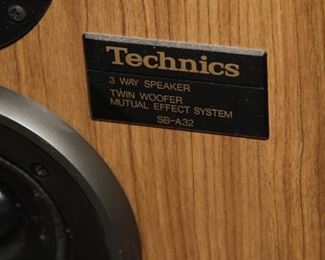 Technics
3 WAY SPEAKER
TWIN WOOFER
MUTUAL EFFECT SYSTEM
SB-A32